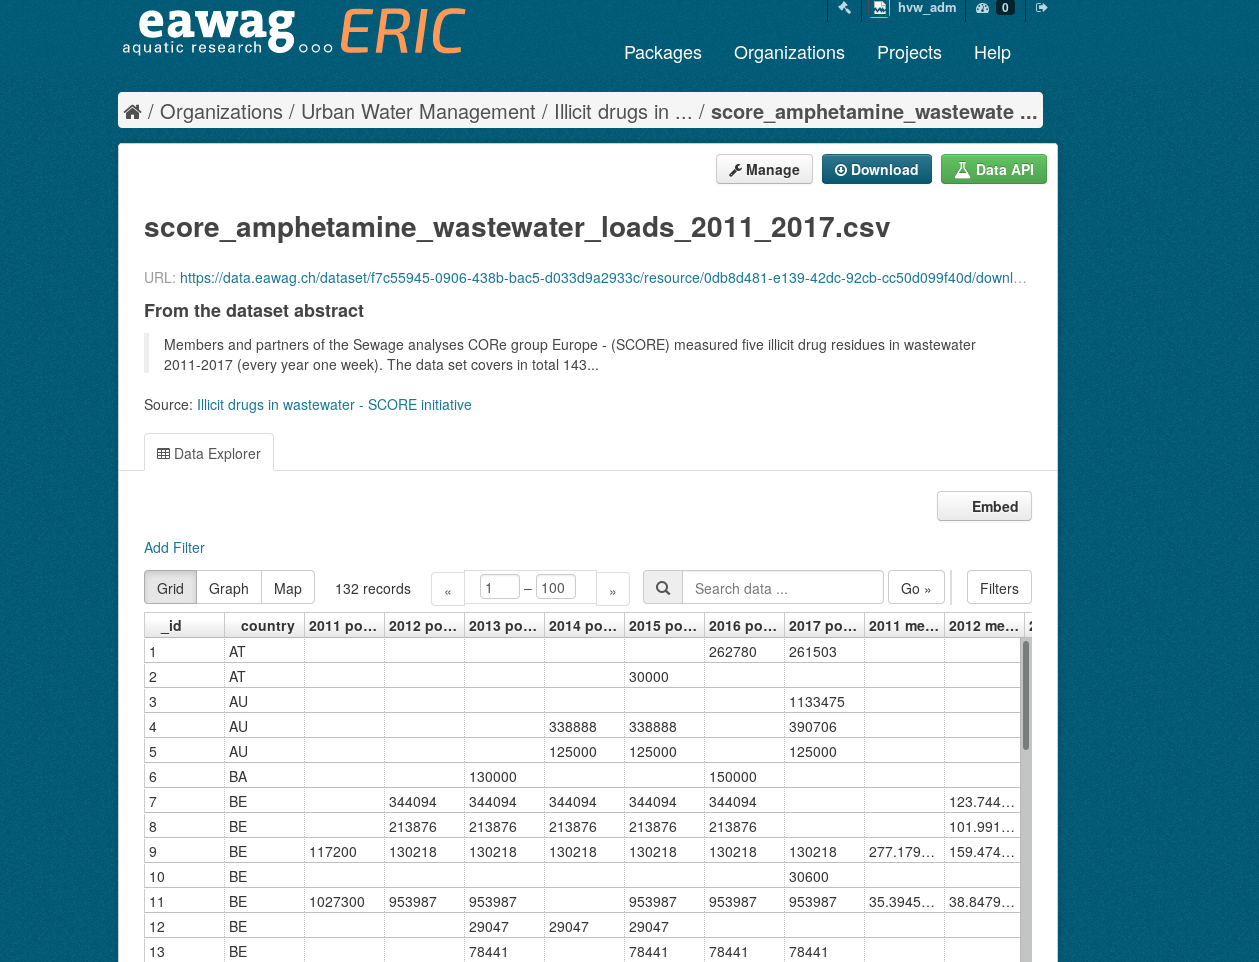 eawag
aquatic research ooo ERIC
hvw_adm 0
Packages Organizations Projects Help
/ Organizations / Urban Water Management / Illicit drugs in ... / score_amphetamine_wastewate ...
Manage Download Data API
score_amphetamine_wastewater_loads_2011_2017.csv
URL: https://data.eawag.ch/dataset/f7c55945-0906-438b-bac5-d033d9a2933c/resource/0db8d481-e139-42dc-92cb-cc50d099f40d/downl...
From the dataset abstract
Members and partners of the Sewage analyses CORe group Europe - (SCORE) measured five illicit drug residues in wastewater
2011-2017 (every year one week). The data set covers in total 143...
Source: Illicit drugs in wastewater - SCORE initiative
Data Explorer
Embed
Add Filter
Grid Graph Map 132 records « 1 – 100 » Search data ... Go » Filters
_id country 2011 po... 2012 po... 2013 po... 2014 po... 2015 po... 2016 po... 2017 po... 2011 me... 2012 me...
1 AT 262780 261503
2 AT 30000
3 AU 1133475
4 AU 338888 338888 390706
5 AU 125000 125000 125000
6 BA 130000 150000
7 BE 344094 344094 344094 344094 344094 123.744...
8 BE 213876 213876 213876 213876 213876 101.991...
9 BE 117200 130218 130218 130218 130218 130218 130218 277.179... 159.474...
10 BE 30600
11 BE 1027300 953987 953987 953987 953987 953987 35.3945... 38.8479...
12 BE 29047 29047 29047
13 BE 78441 78441 78441 78441